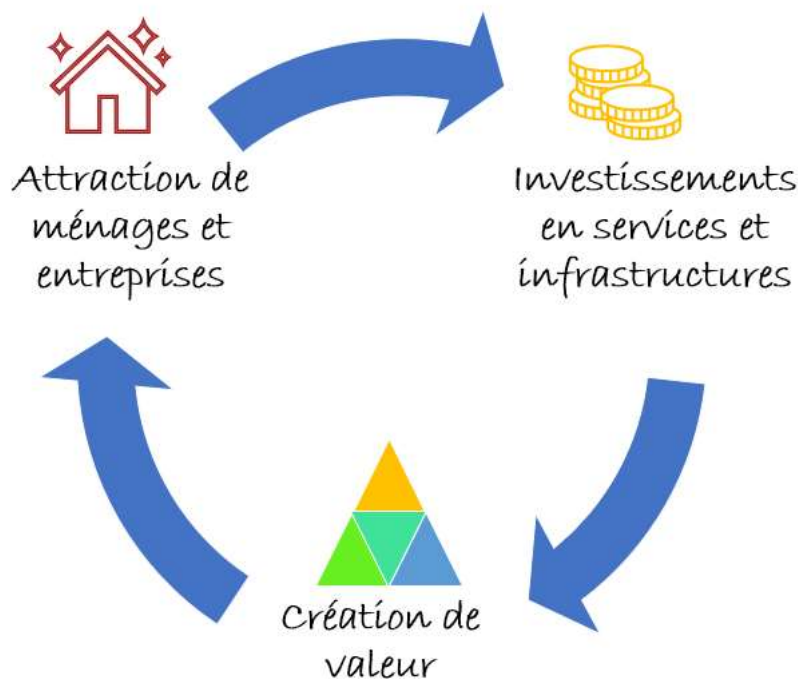 Attraction de
ménages et
entreprises
Investissements
en services et
infrastructures
Création de
valeur